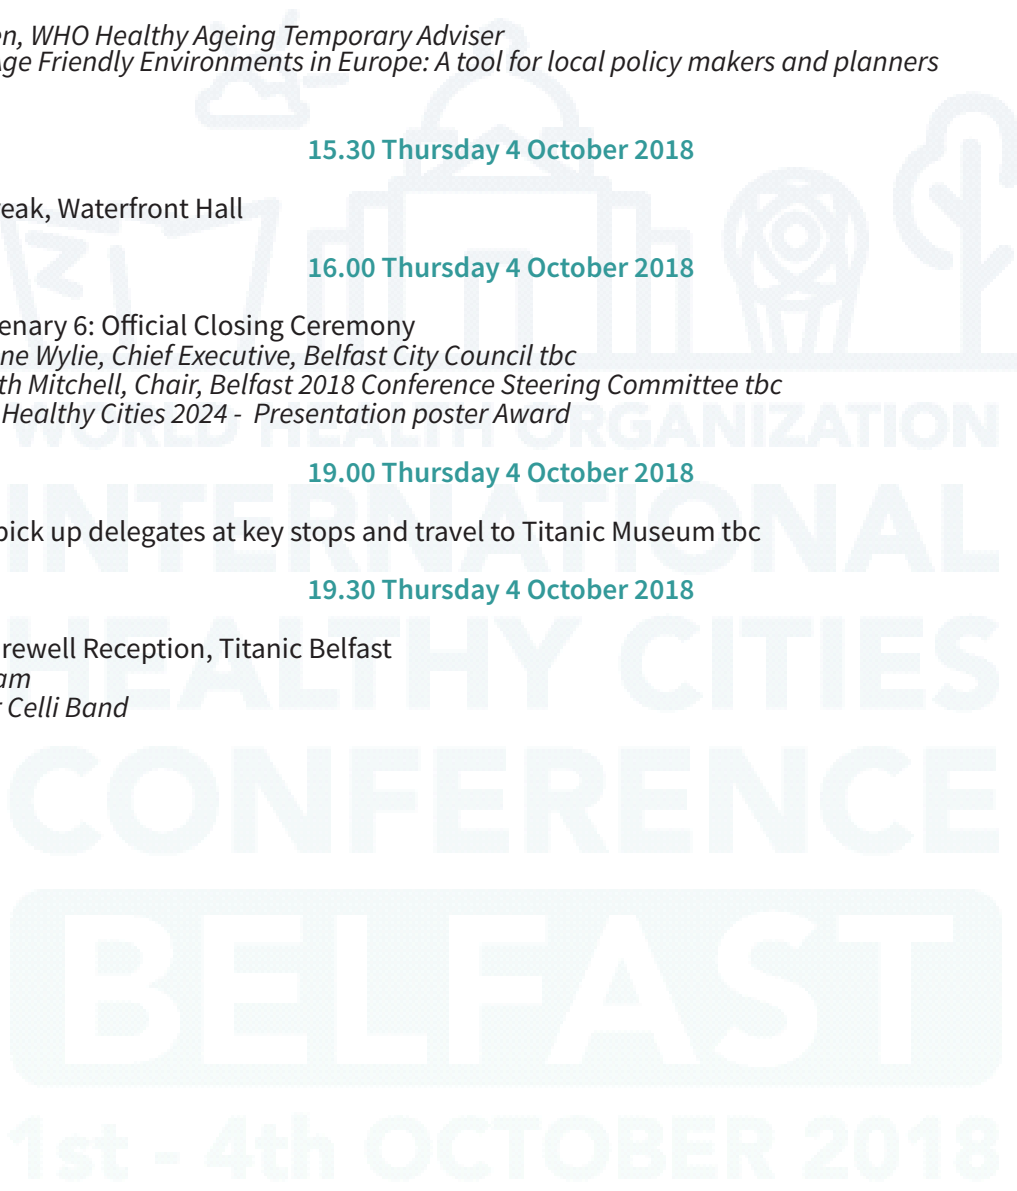 en, WHO Healthy Ageing Temporary Adviser
Age Friendly Environments in Europe: A tool for local policy makers and planners
15.30 Thursday 4 October 2018
reak, Waterfront Hall
16.00 Thursday 4 October 2018
enary 6: Official Closing Ceremony
ne Wylie, Chief Executive, Belfast City Council tbc
th Mitchell, Chair, Belfast 2018 Conference Steering Committee tbc
Healthy Cities 2024 - Presentation poster Award
WORLD HEALTH ORGANIZATION
19.00 Thursday 4 October 2018
INTERNATIONAL
pick up delegates at key stops and travel to Titanic Museum tbc
19.30 Thursday 4 October 2018
HEALTHY CITIES
rewell Reception, Titanic Belfast
am
r Celli Band
CONFERENCE
BELFAST
1st - 4th OCTOBER 2018